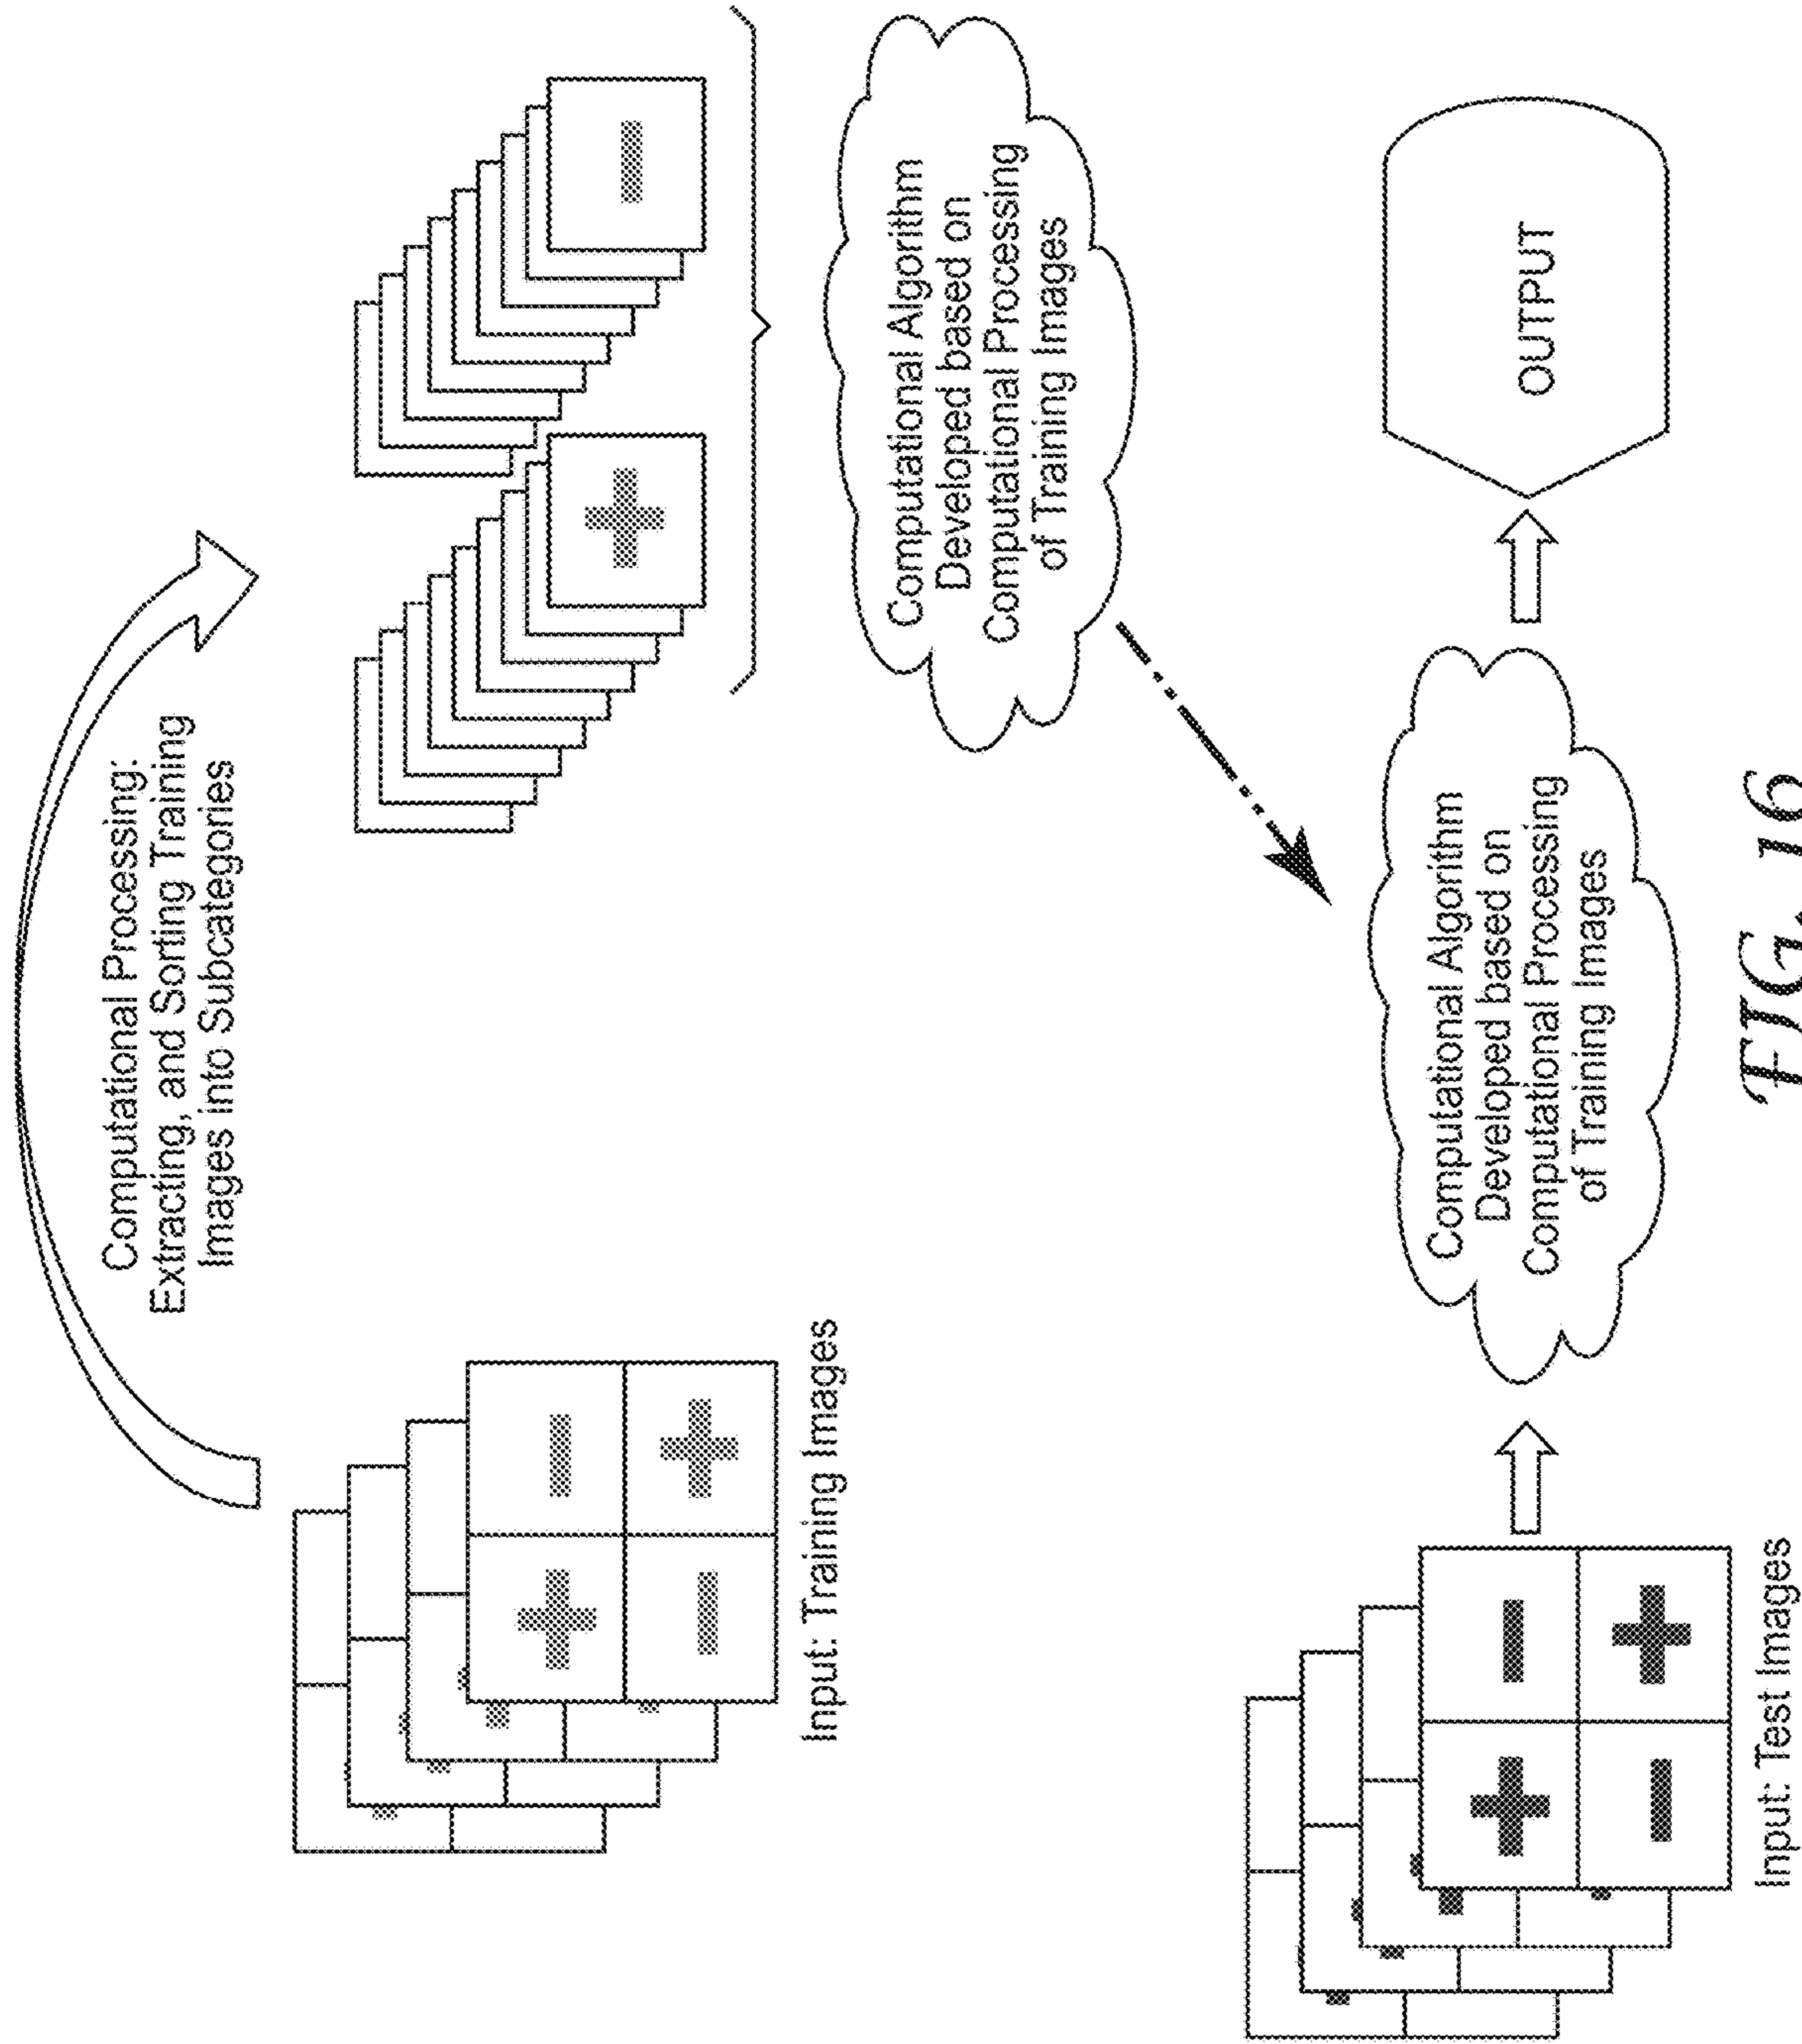 Computational Processing:
Extracting, and Sorting Training
Images into Subcategories
Input: Training Images
Computational Algorithm
Developed based on
Computational Processing
of Training Images
Input: Test Images
Computational Algorithm
Developed based on
Computational Processing
of Training Images
OUTPUT
FIG. 16